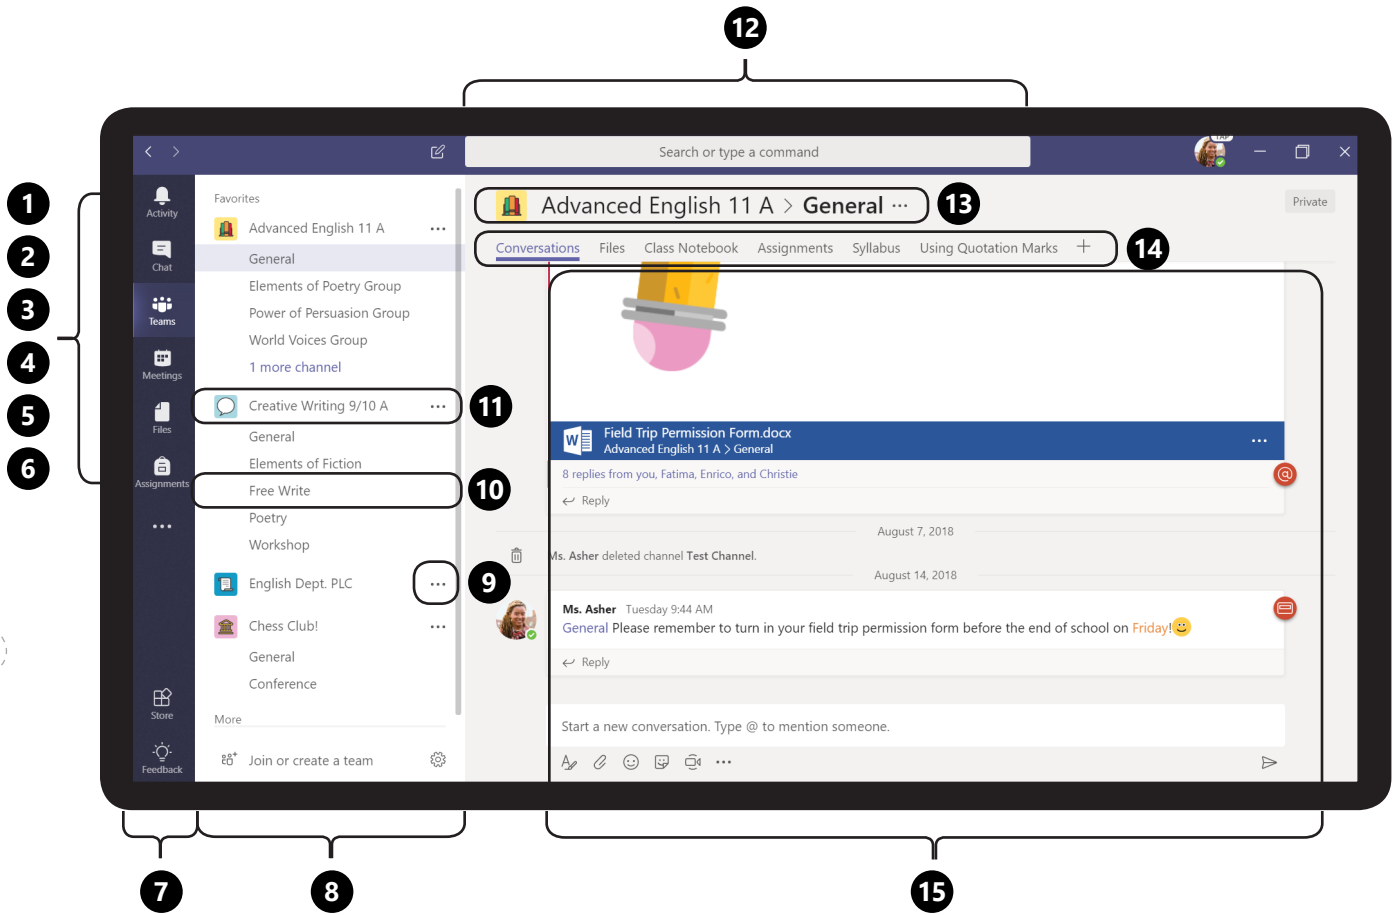 12
Search or type a command
TAP
1
2
3
4
5
6
Activity
Chat
Teams
Meetings
Files
Assignments
Store
Feedback
Favorites
Advanced English 11 A
General
Elements of Poetry Group
Power of Persuasion Group
World Voices Group
1 more channel
Creative Writing 9/10 A
General
Elements of Fiction
Free Write
Poetry
Workshop
English Dept. PLC
Chess Club!
General
Conference
More
Join or create a team
11
10
9
Advanced English 11 A > General ...
13
Private
Conversations Files Class Notebook Assignments Syllabus Using Quotation Marks +
14
W
Field Trip Permission Form.docx
Advanced English 11 A > General
8 replies from you, Fatima, Enrico, and Christie
@
Reply
August 7, 2018
Ms. Asher deleted channel Test Channel.
August 14, 2018
Ms. Asher Tuesday 9:44 AM
General Please remember to turn in your field trip permission form before the end of school on Friday!
Reply
Start a new conversation. Type @ to mention someone.
7
8
15